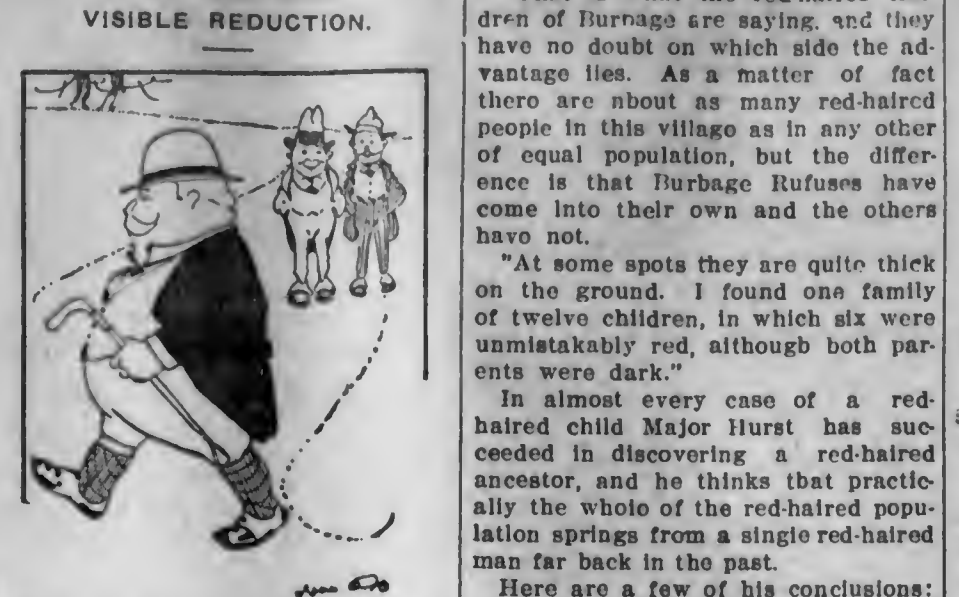 VISIBLE REDUCTION.
dren of Burbage are saying, and they
have no doubt on which side the ad-
vantage lies. As a matter of fact
there are about as many red-haired
people in this village as in any other
of equal population, but the differ-
ence is that Burbage Rufuses have
come into their own and the others
have not.
"At some spots they are quite thick
on the ground. I found one family
of twelve children, in which six were
unmistakably red, although both par-
ents were dark."
In almost every case of a red-
haired child Major Hurst has suc-
ceeded in discovering a red-haired
ancestor, and he thinks that practic-
ally the whole of the red-haired popu-
lation springs from a single red-haired
man far back in the past.
Here are a few of his conclusions: